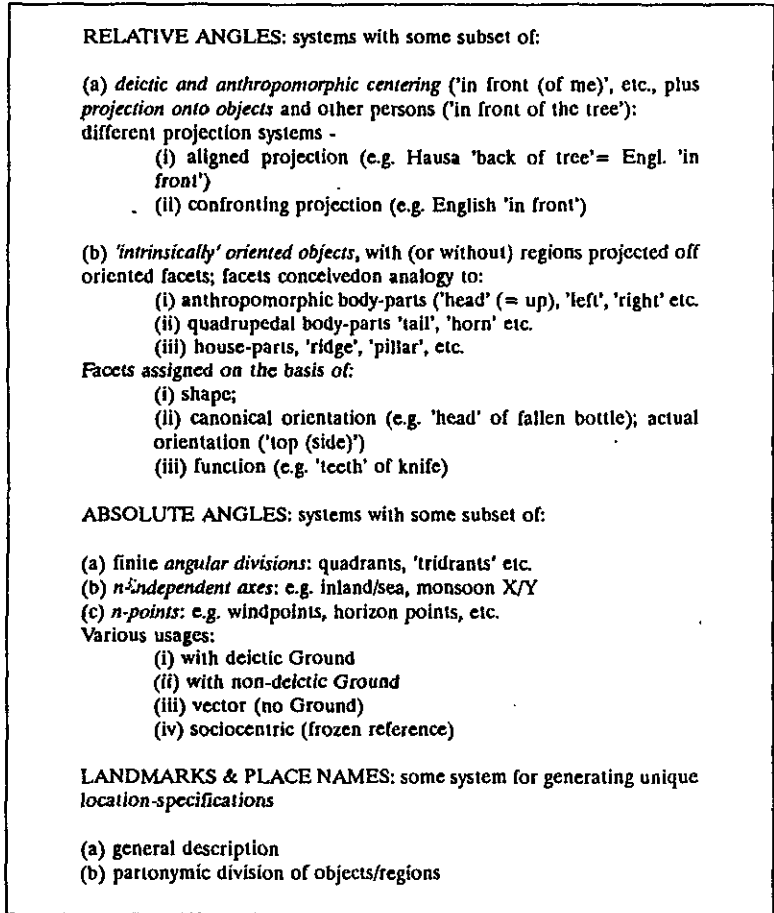 RELATIVE ANGLES: systems with some subset of:
(a) deictic and anthropomorphic centering ('in front (of me)', etc., plus
projection onto objects and other persons ('in front of the tree'):
different projection systems -
(i) aligned projection (e.g. Hausa 'back of tree'= Engl. 'in
front')
(ii) confronting projection (e.g. English 'in front')
(b) 'intrinsically' oriented objects, with (or without) regions projected off
oriented facets; facets conceivedon analogy to:
(i) anthropomorphic body-parts ('head' (= up), 'left', 'right' etc.
(ii) quadrupedal body-parts 'tail', 'horn' etc.
(iii) house-parts, 'ridge', 'pillar', etc.
Facets assigned on the basis of:
(i) shape;
(ii) canonical orientation (e.g. 'head' of fallen bottle); actual
orientation ('top (side)')
(iii) function (e.g. 'teeth' of knife)
ABSOLUTE ANGLES: systems with some subset of:
(a) finite angular divisions: quadrants, 'tridrants' etc.
(b) n-independent axes: e.g. inland/sea, monsoon X/Y
(c) n-points: e.g. windpoints, horizon points, etc.
Various usages:
(i) with deictic Ground
(ii) with non-deictic Ground
(iii) vector (no Ground)
(iv) sociocentric (frozen reference)
LANDMARKS & PLACE NAMES: some system for generating unique
location-specifications
(a) general description
(b) partonymic division of objects/regions